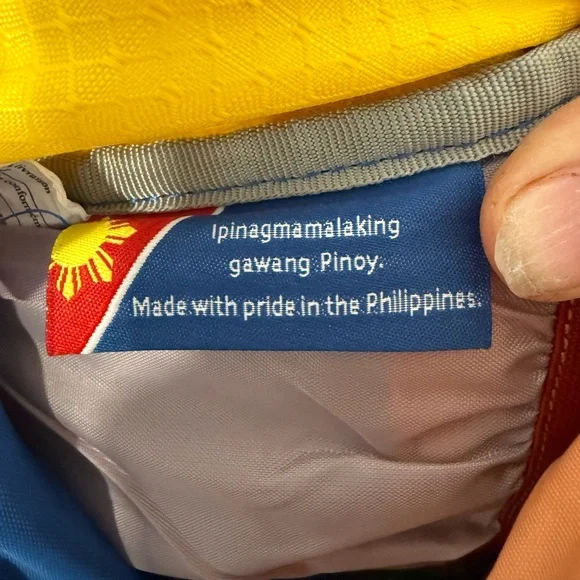 Ipinagmamalaking
gawang Pinoy.
Made with pride in the Philippines.